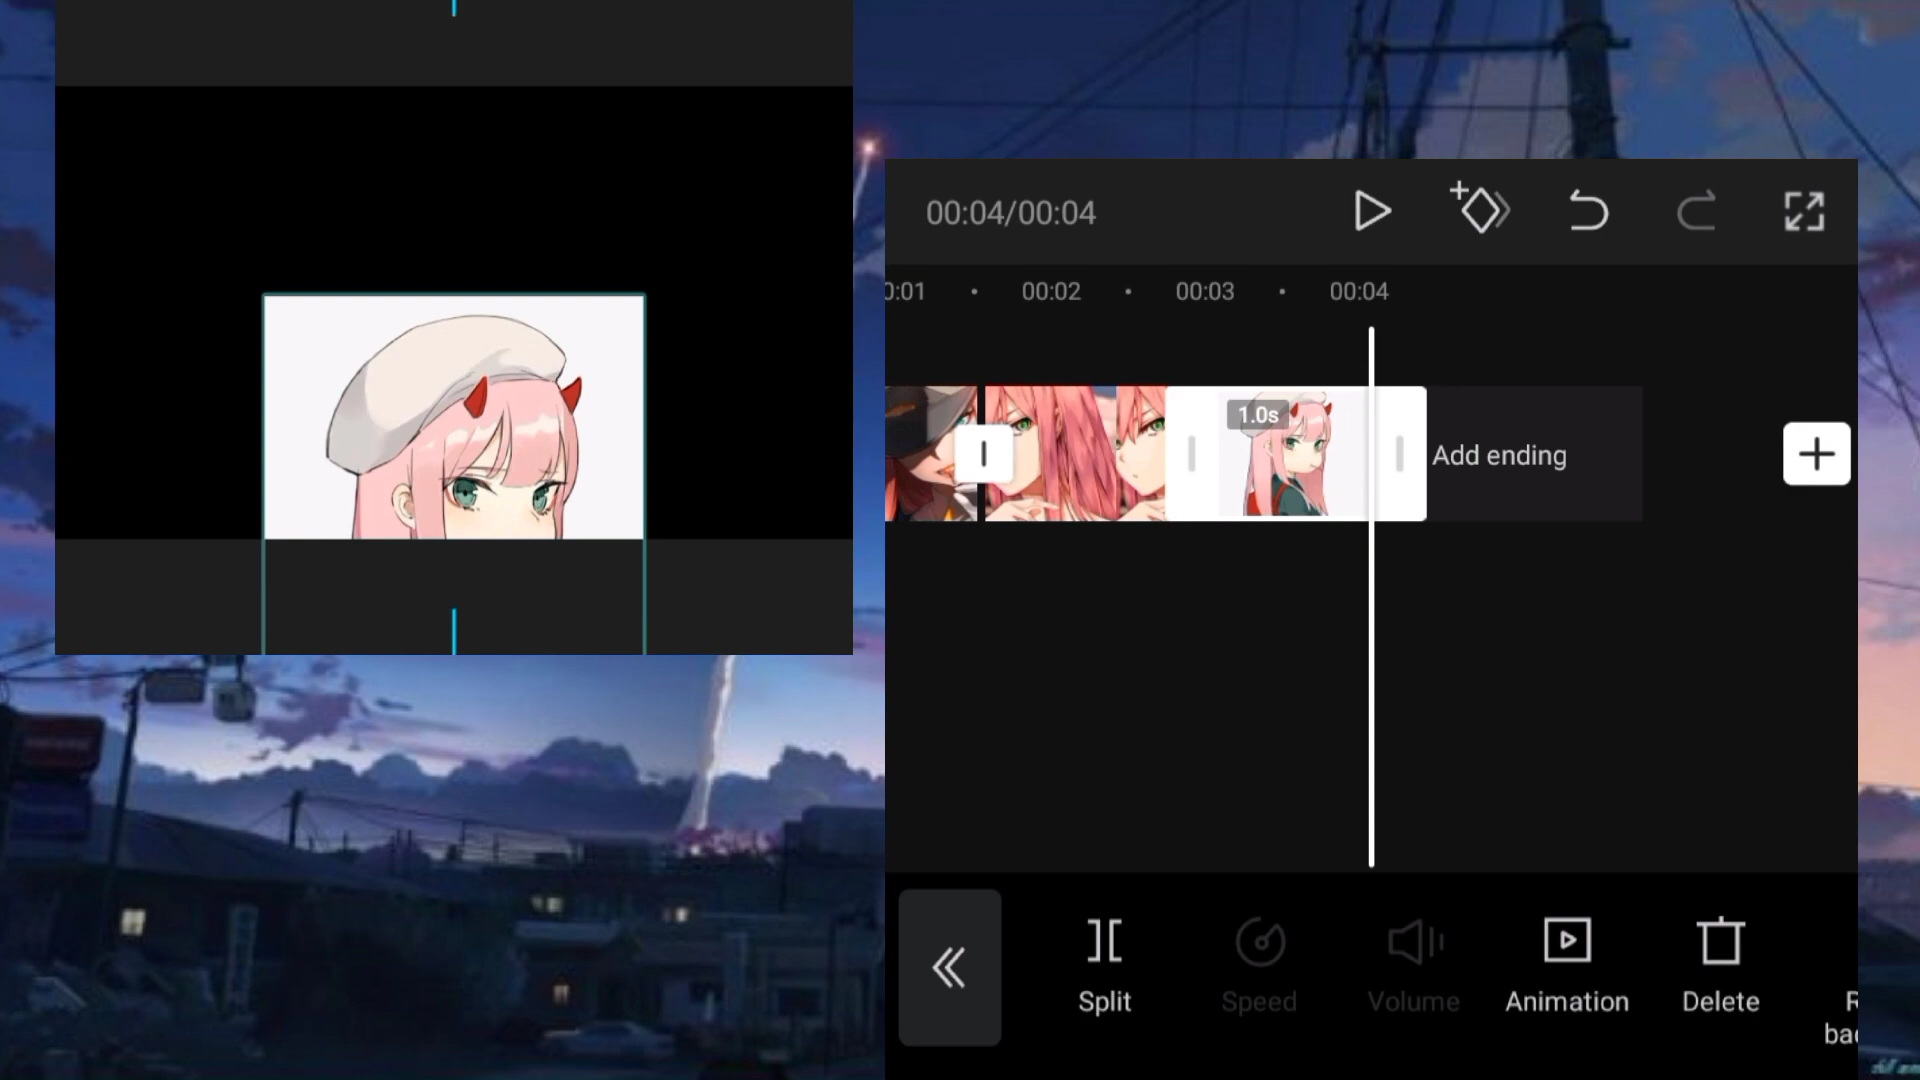 00:04/00:04
0:01 00:02 00:03 00:04
1.0s
Add ending
Split Speed Volume Animation Delete